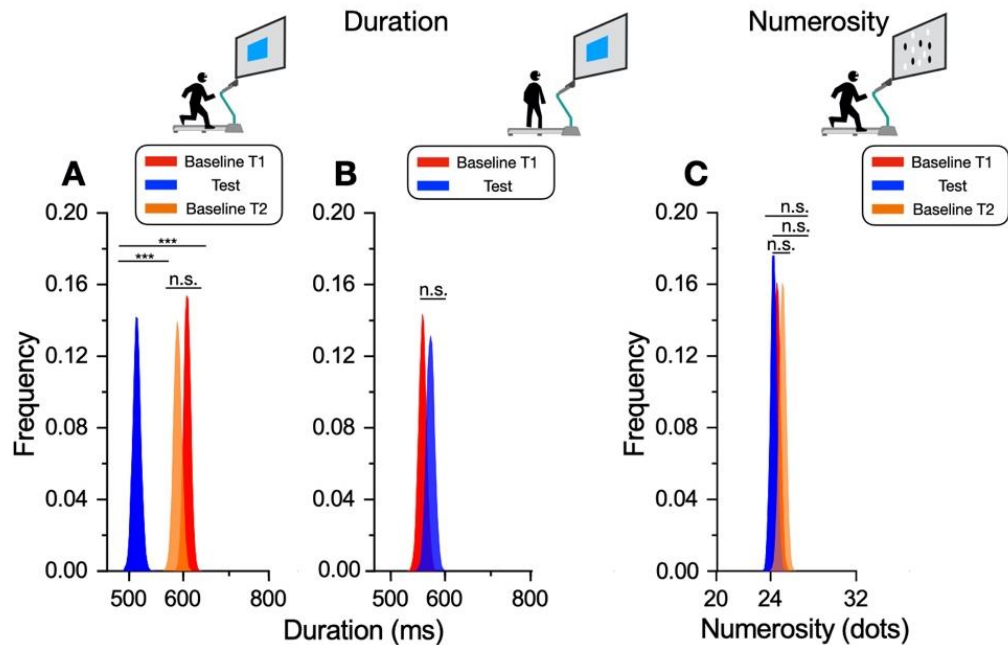 Duration
Numerosity
A
Baseline T1
Test
Baseline T2
B
Baseline T1
Test
C
Baseline T1
Test
Baseline T2
0.20
0.16
0.12
0.08
0.04
0.00
Frequency
***
***
n.s.
500 600 800
0.20
0.16
0.12
0.08
0.04
0.00
n.s.
500 600 800
Duration (ms)
0.20
0.16
0.12
0.08
0.04
0.00
Frequency
n.s.
n.s.
n.s.
20 24 32
Numerosity (dots)